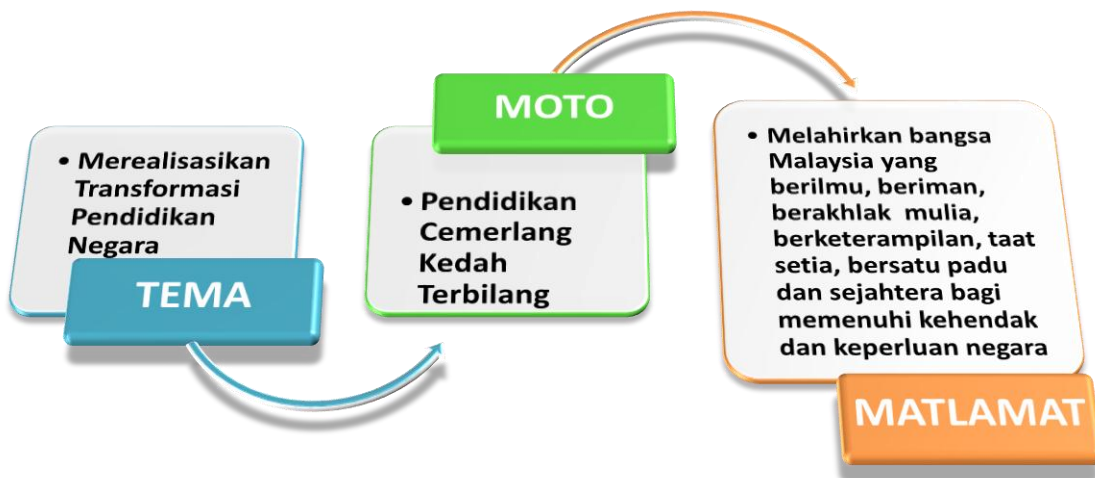 • Merealisasikan
Transformasi
Pendidikan
Negara
TEMA
MOTO
• Pendidikan
Cemerlang
Kedah
Terbilang
• Melahirkan bangsa
Malaysia yang
berilmu, beriman,
berakhlak mulia,
berketerampilan, taat
setia, bersatu padu
dan sejahtera bagi
memenuhi kehendak
dan keperluan negara
MATLAMAT